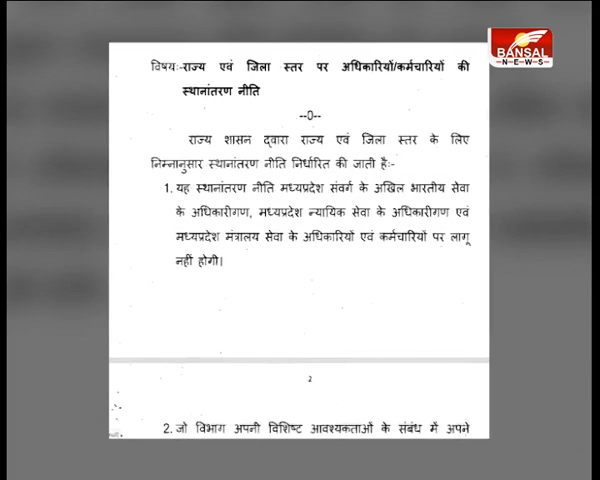 BANSAL
NEWS
विषयः-राज्य एवं जिला स्तर पर अधिकारियों/कर्मचारियों की
स्थानांतरण नीति
--0--
राज्य शासन द्वारा राज्य एवं जिला स्तर के लिए
निम्नानुसार स्थानांतरण नीति निर्धारित की जाती हैः-
1. यह स्थानांतरण नीति मध्यप्रदेश संवर्ग के अखिल भारतीय सेवा
के अधिकारीगण, मध्यप्रदेश न्यायिक सेवा के अधिकारीगण एवं
मध्यप्रदेश मंत्रालय सेवा के अधिकारियों एवं कर्मचारियों पर लागू
नहीं होगी।
2
2. जो विभाग अपनी विशिष्ट आवश्यकताओं के संबंध में अपने